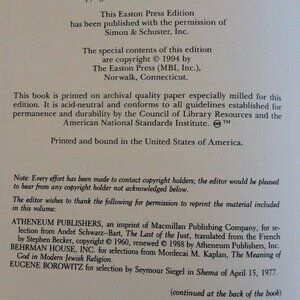 This Easton Press Edition
has been published with the permission of
Simon & Schuster, Inc.
The special contents of this edition
are copyright © 1994 by
The Easton Press (MBI, Inc.),
Norwalk, Connecticut.
This book is printed on archival quality paper especially milled for this
edition. It is acid-neutral and conforms to all guidelines established for
permanence and durability by the Council of Library Resources and the
American National Standards Institute. ♾™
Printed and bound in the United States of America.
Note: Every effort has been made to contact copyright holders; the editor would be pleased
to hear from any copyright holder not acknowledged below.
The editor wishes to thank the following for permission to reprint the material included
in this volume:
ATHENEUM PUBLISHERS, an imprint of Macmillan Publishing Company, for se-
lection from André Schwarz-Bart, The Last of the Just, translated from the French
by Stephen Becker, copyright © 1960, renewed © 1988 by Atheneum Publishers, Inc.
BEHRMAN HOUSE, INC. for selections from Mordecai M. Kaplan, The Meaning of
God in Modern Jewish Religion.
EUGENE BOROWITZ for selection by Seymour Siegel in Shema of April 15, 1977.
(continued at the back of the book)